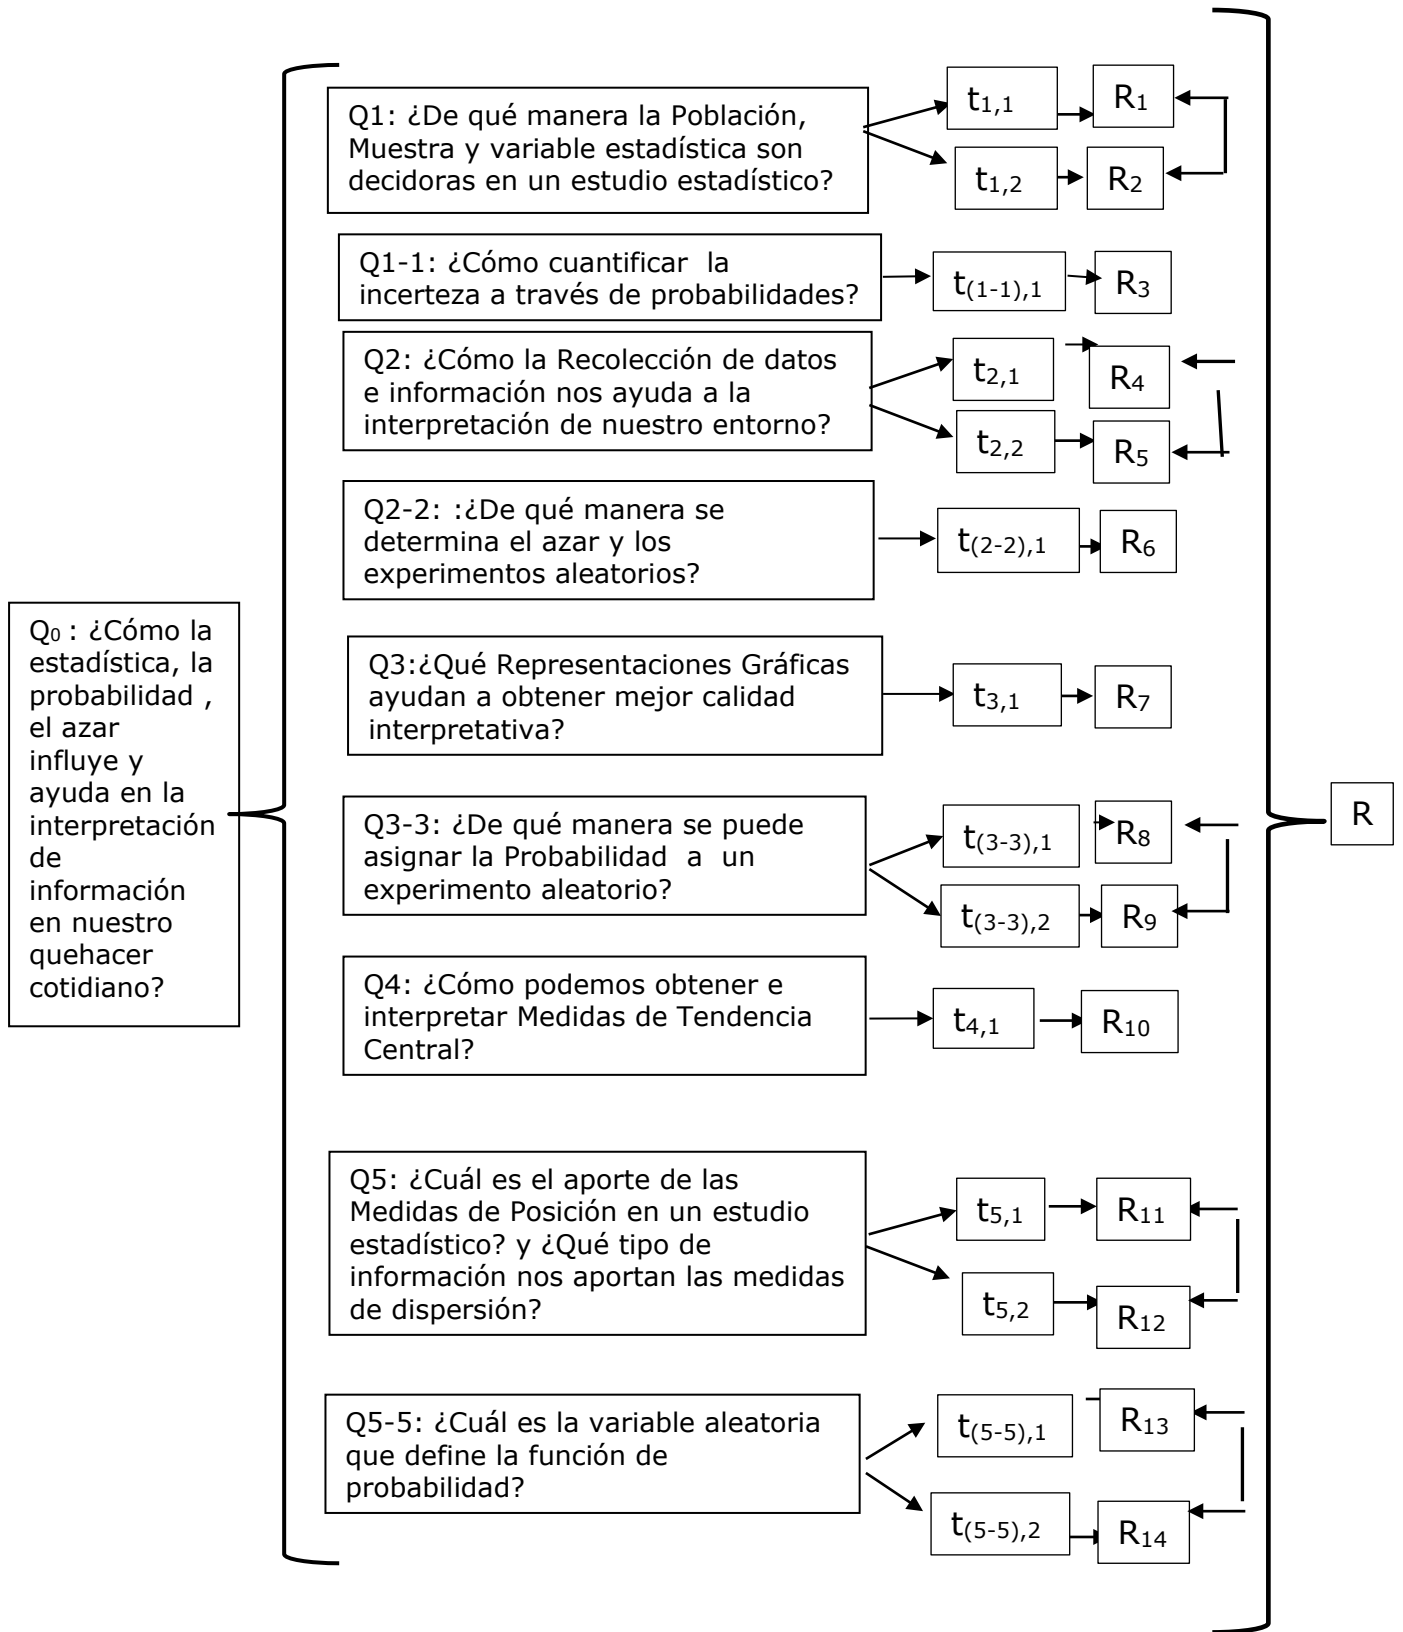 Q0 : ¿Cómo la
estadística, la
probabilidad ,
el azar
influye y
ayuda en la
interpretación
de
información
en nuestro
quehacer
cotidiano?
Q1: ¿De qué manera la Población,
Muestra y variable estadística son
decidoras en un estudio estadístico?
t1,1
R1
t1,2
R2
Q1-1: ¿Cómo cuantificar la
incerteza a través de probabilidades?
t(1-1),1
R3
Q2: ¿Cómo la Recolección de datos
e información nos ayuda a la
interpretación de nuestro entorno?
t2,1
R4
t2,2
R5
Q2-2: :¿De qué manera se
determina el azar y los
experimentos aleatorios?
t(2-2),1
R6
Q3:¿Qué Representaciones Gráficas
ayudan a obtener mejor calidad
interpretativa?
t3,1
R7
Q3-3: ¿De qué manera se puede
asignar la Probabilidad a un
experimento aleatorio?
t(3-3),1
R8
t(3-3),2
R9
Q4: ¿Cómo podemos obtener e
interpretar Medidas de Tendencia
Central?
t4,1
R10
Q5: ¿Cuál es el aporte de las
Medidas de Posición en un estudio
estadístico? y ¿Qué tipo de
información nos aportan las medidas
de dispersión?
t5,1
R11
t5,2
R12
Q5-5: ¿Cuál es la variable aleatoria
que define la función de
probabilidad?
t(5-5),1
R13
t(5-5),2
R14
R